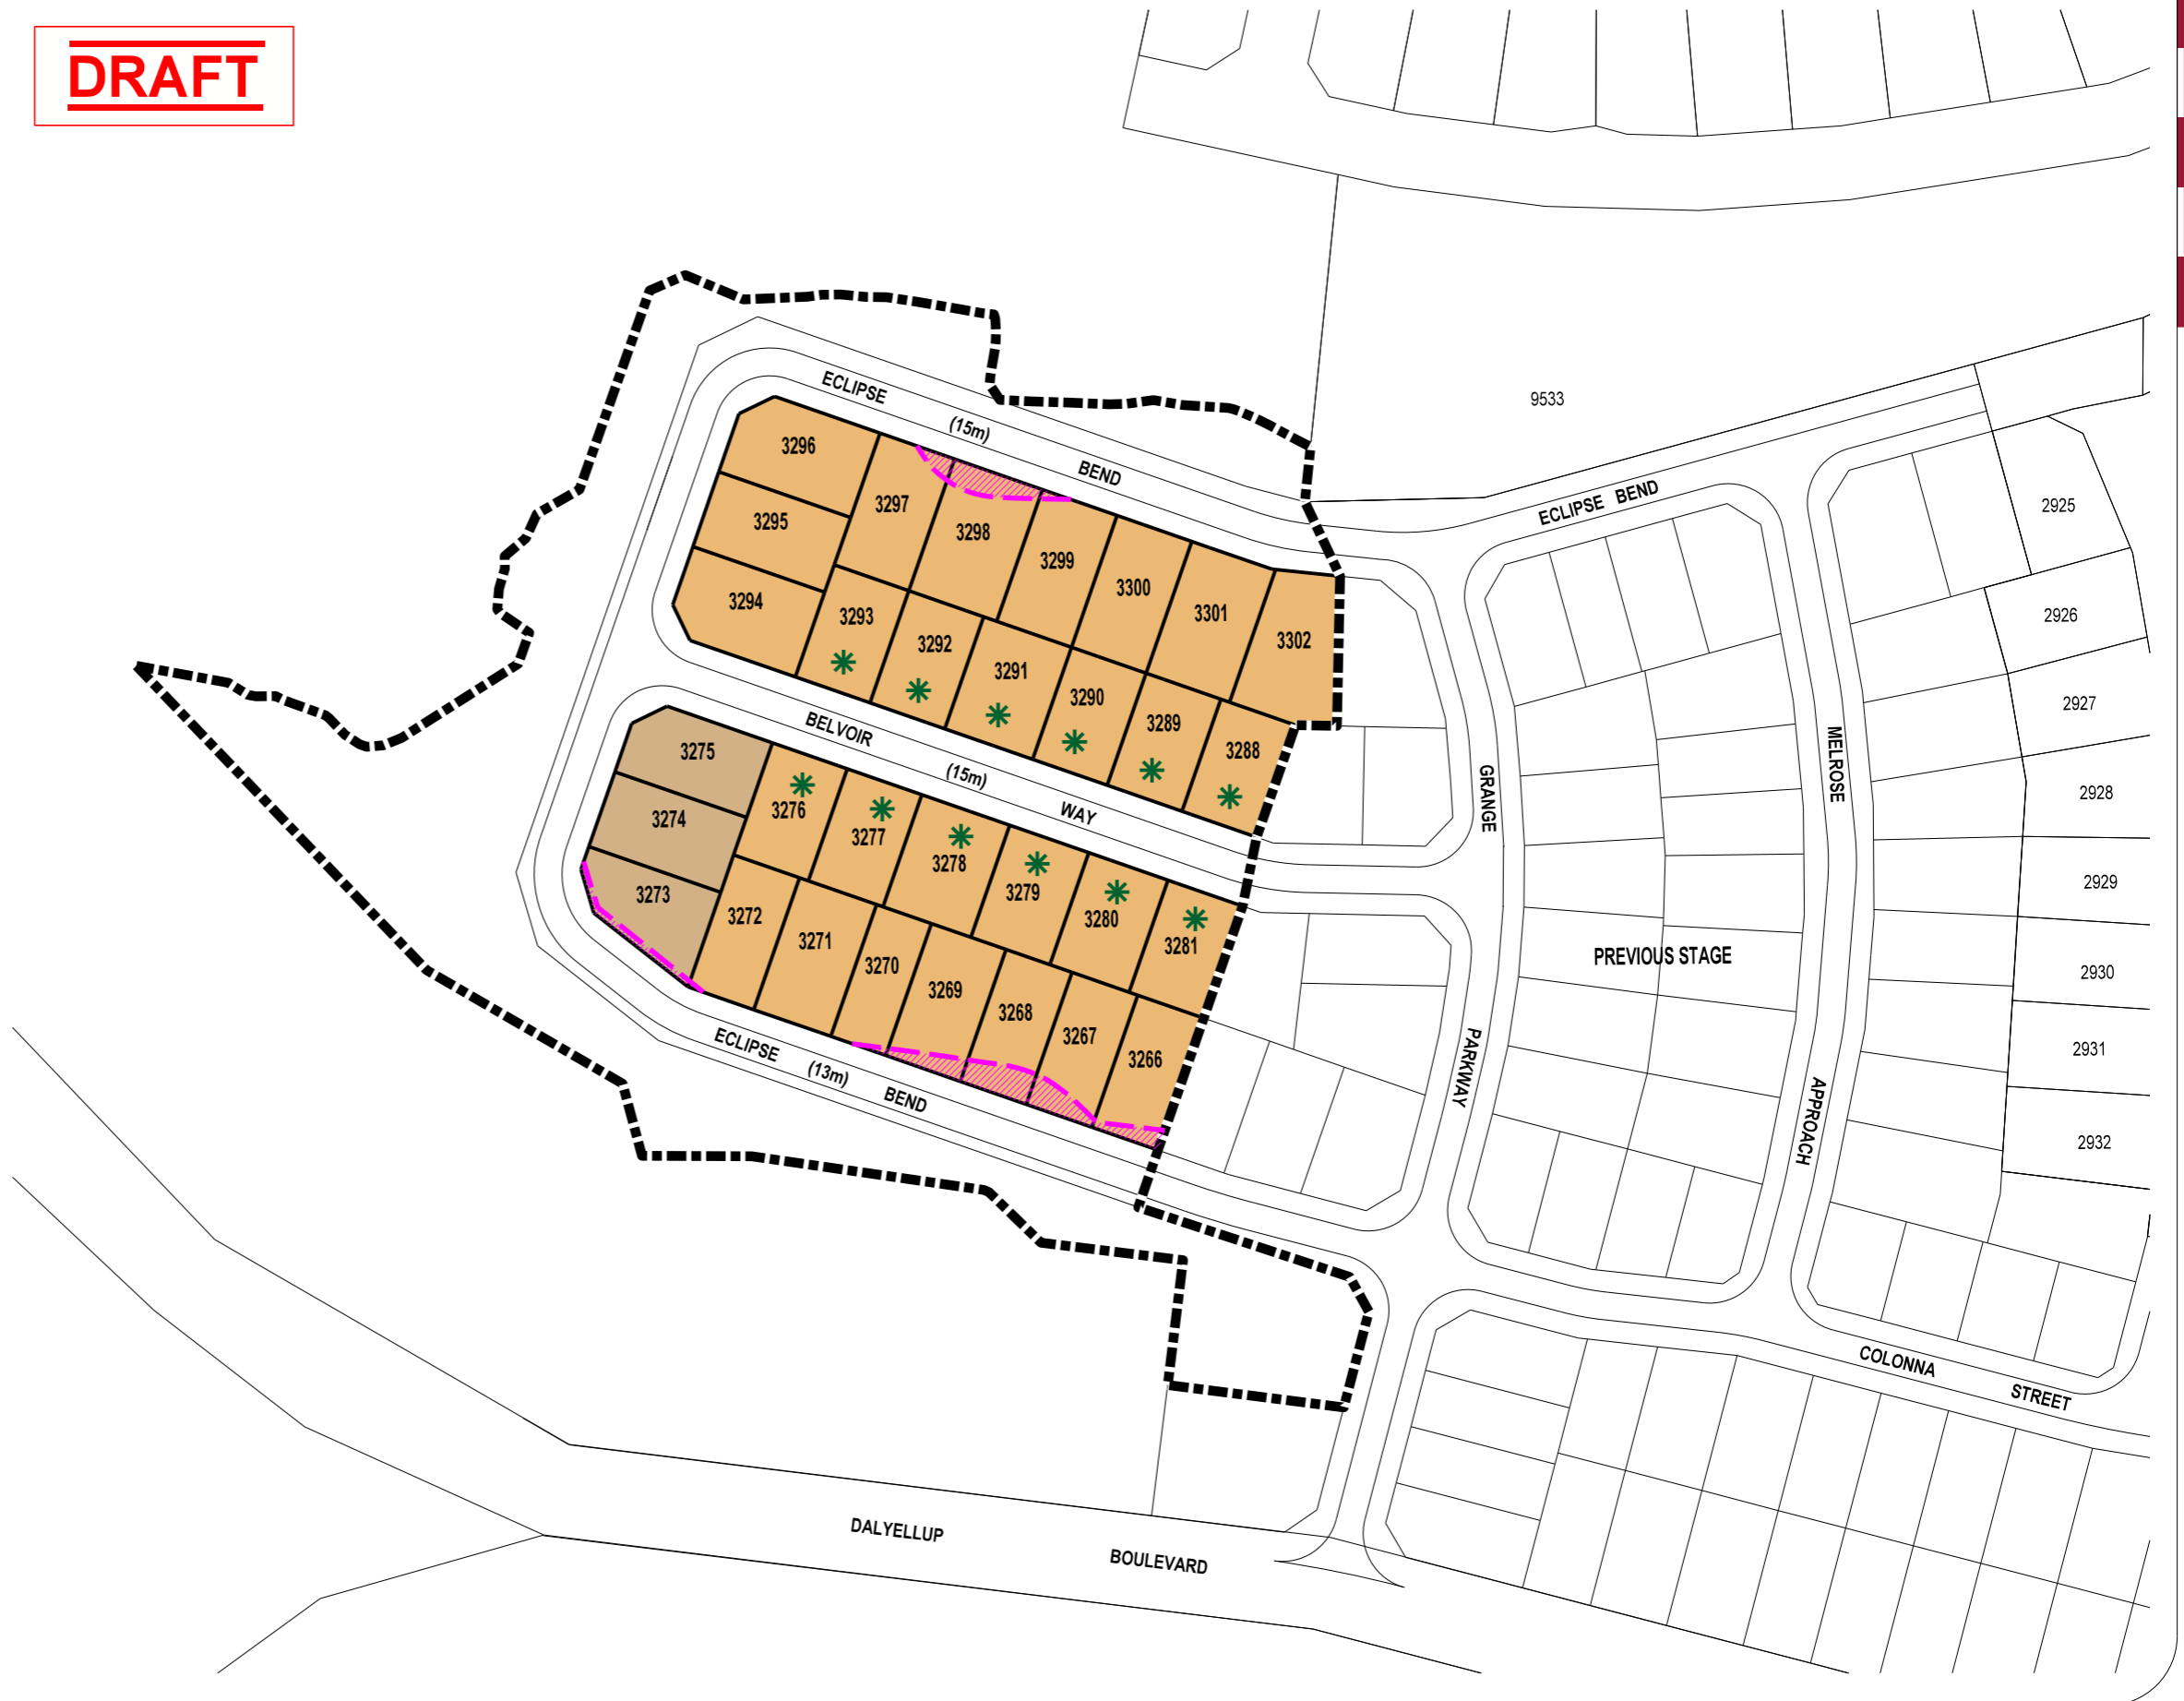 DRAFT
ECLIPSE
(15m)
BEND
9533
ECLIPSE BEND
3296
3297
3295
3298
3299
3294
3300
3293
3301
3292
3302
3291
3290
3289
3288
BELVOIR
(15m)
WAY
3275
3274
3276
3277
3278
3273
3279
3272
3280
3271
3281
3270
3269
3268
3267
3266
ECLIPSE
(13m)
BEND
GRANGE
PARKWAY
PREVIOUS STAGE
MELROSE
APPROACH
2925
2926
2927
2928
2929
2930
2931
2932
COLONNA
STREET
DALYELLUP
BOULEVARD